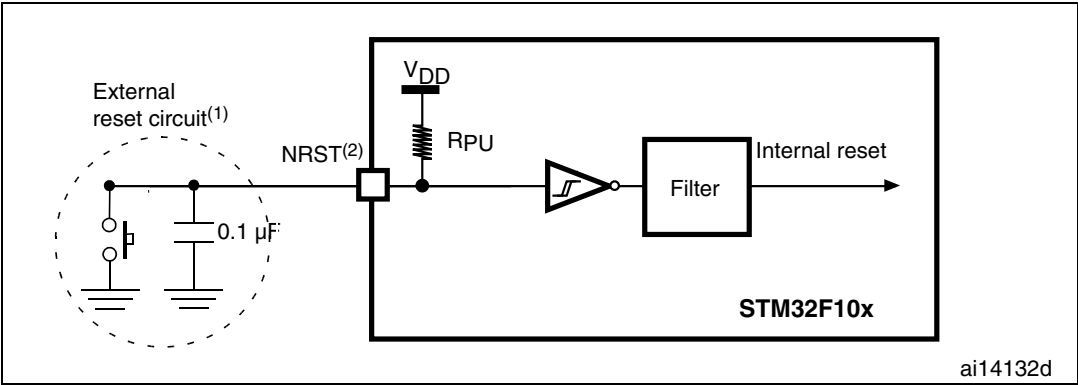 External
reset circuit(1)
VDD
RPU
NRST(2)
Internal reset
Filter
0.1 µF
STM32F10x
ai14132d